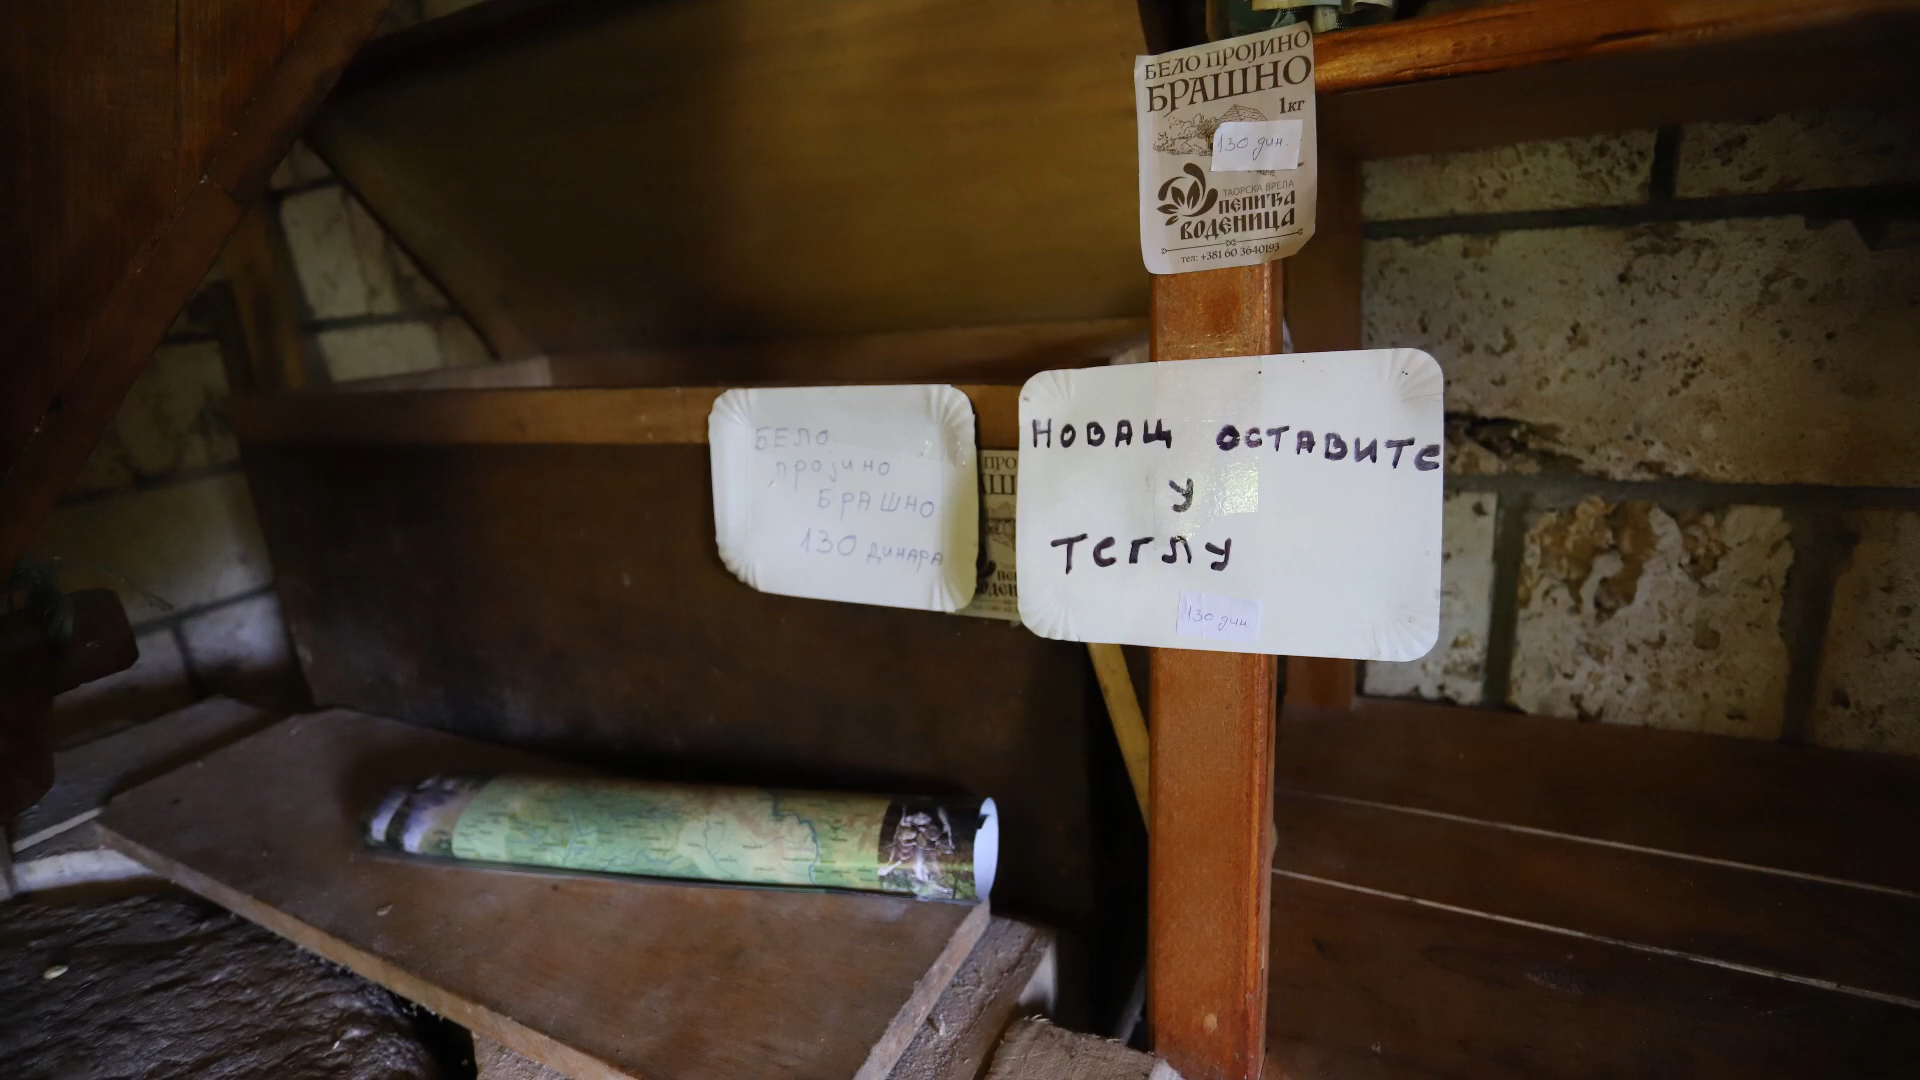 БЕЛО ПРОЈИНО
БРАШНО
1кг
130 дин.
ТАОРСКА ВРЕЛА
ПЕПИЋА
ВОДЕНИЦА
тел: +381 60 3640193
БЕЛО
пројино
БРАШНО
130 динара
НОВАЦ ОСТАВИТЕ
У
ТЕГЛУ
130 дин